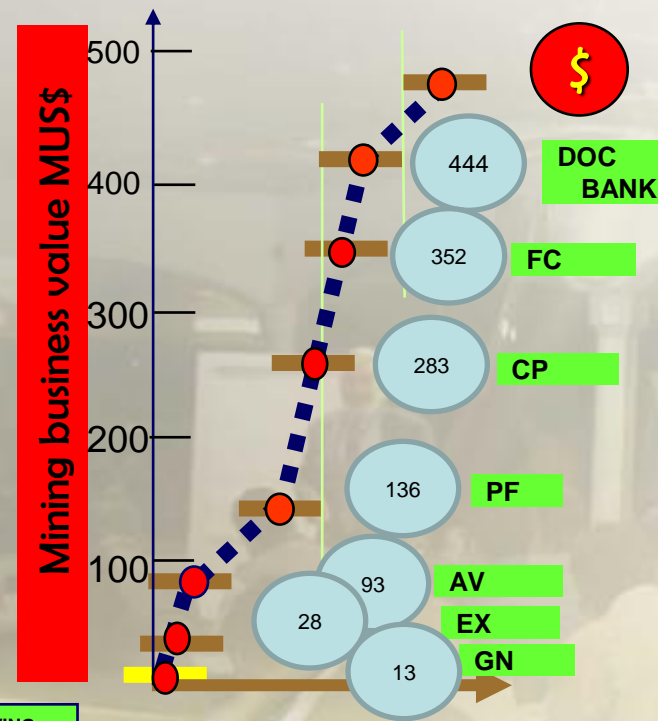 Mining business value MUS$
500
400
300
200
100
$
444
DOC
BANK
352
FC
283
CP
136
PF
93
AV
28
EX
13
GN